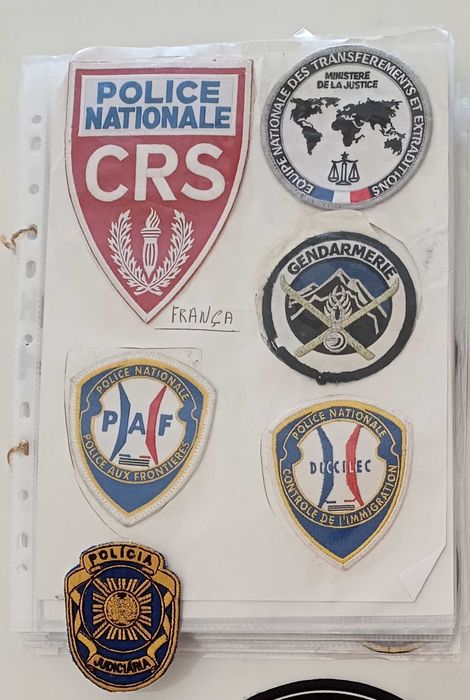 POLICE
NATIONALE
CRS
MINISTERE
DE LA JUSTICE
EQUIPE NATIONALE DES TRANSFEREMENTS ET EXTRADITIONS
FRANÇA
GENDARMERIE
POLICE NATIONALE
PAF
POLICE AUX FRONTIERES
POLICE NATIONALE
DICCILEC
CONTROLE DE L'IMMIGRATION
POLÍCIA
JUDICIÁRIA